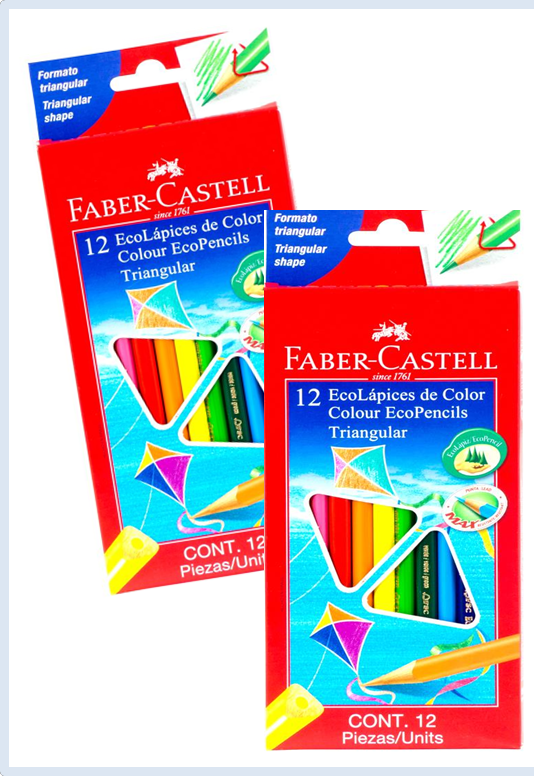 Formato
triangular
Triangular
shape
FABER-CASTELL
since 1761
12 EcoLápices de Color
Colour EcoPencils
Triangular
CONT. 12
Piezas/Uni
Formato
triangular
Triangular
shape
FABER-CASTELL
since 1761
12 EcoLápices de Color
Colour EcoPencils
Triangular
EcoLápiz EcoPencil
MAX
CONT. 12
Piezas/Units